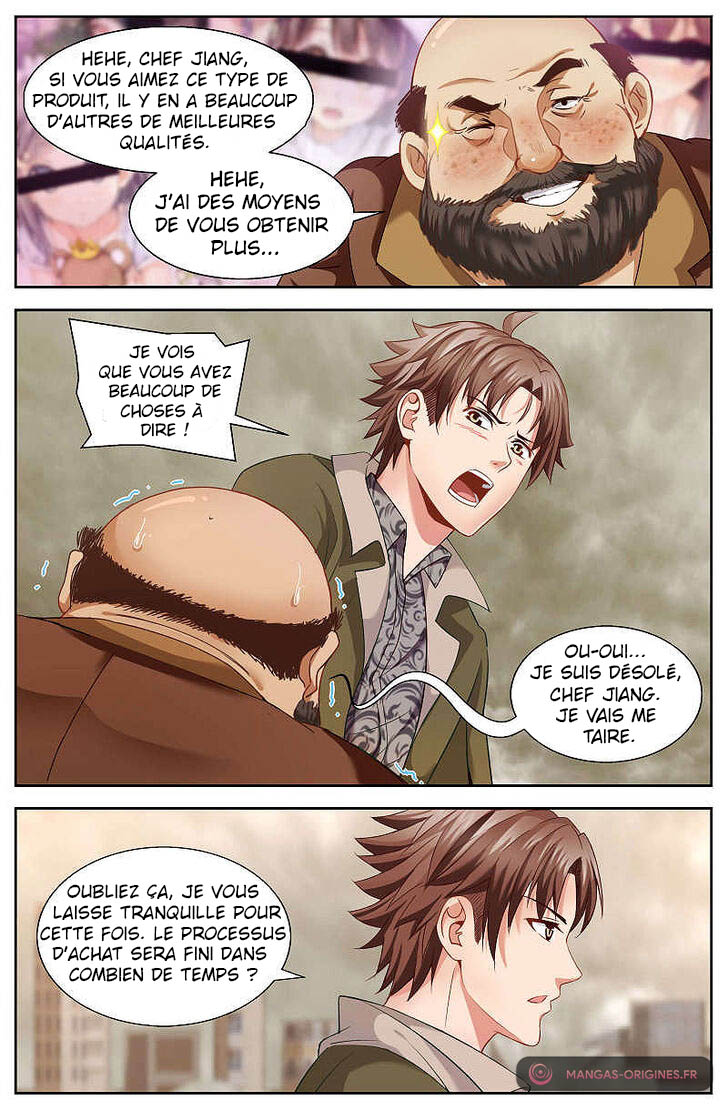 HEHE, CHEF JIANG,
SI VOUS AIMEZ CE TYPE DE
PRODUIT, IL Y EN A BEAUCOUP
D'AUTRES DE MEILLEURES
QUALITÉS.
HEHE,
J'AI DES MOYENS
DE VOUS OBTENIR
PLUS...
JE VOIS
QUE VOUS AVEZ
BEAUCOUP DE
CHOSES À
DIRE !
OU-OUI...
JE SUIS DÉSOLÉ,
CHEF JIANG.
JE VAIS ME
TAIRE.
OUBLIEZ ÇA, JE VOUS
LAISSE TRANQUILLE POUR
CETTE FOIS. LE PROCESSUS
D'ACHAT SERA FINI DANS
COMBIEN DE TEMPS ?
MANGAS-ORIGINES.FR